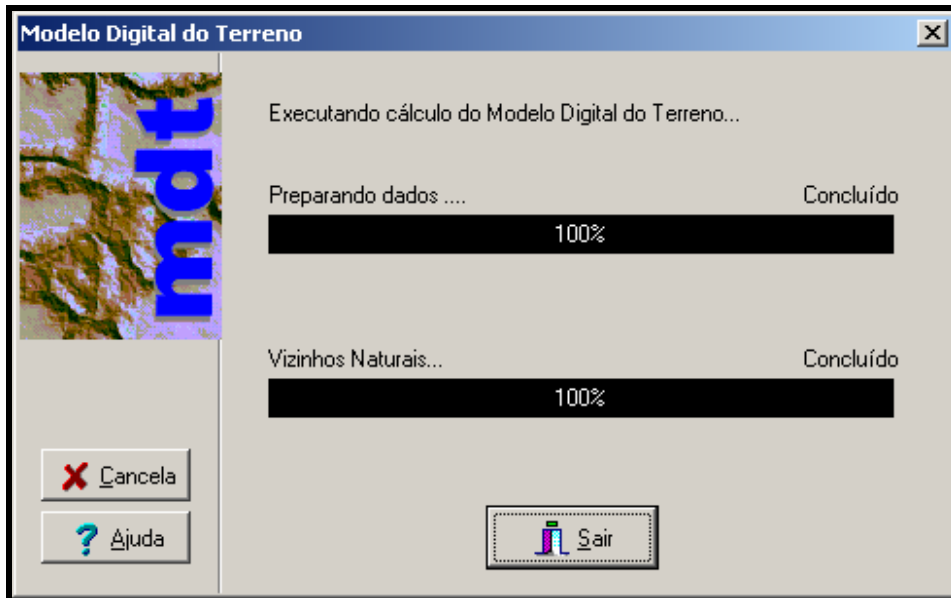 Modelo Digital do Terreno
mdt
Executando cálculo do Modelo Digital do Terreno...
Preparando dados .... Concluído
100%
Vizinhos Naturais... Concluído
100%
Cancela
Ajuda
Sair